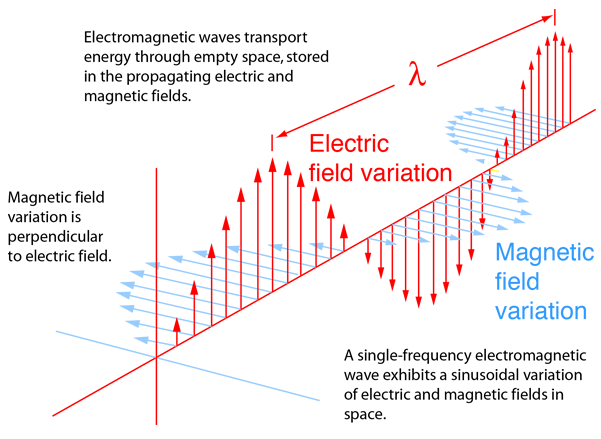 Electromagnetic waves transport
energy through empty space, stored
in the propagating electric and
magnetic fields.
λ
Electric
field variation
Magnetic field
variation is
perpendicular
to electric field.
Magnetic
field
variation
A single-frequency electromagnetic
wave exhibits a sinusoidal variation
of electric and magnetic fields in
space.